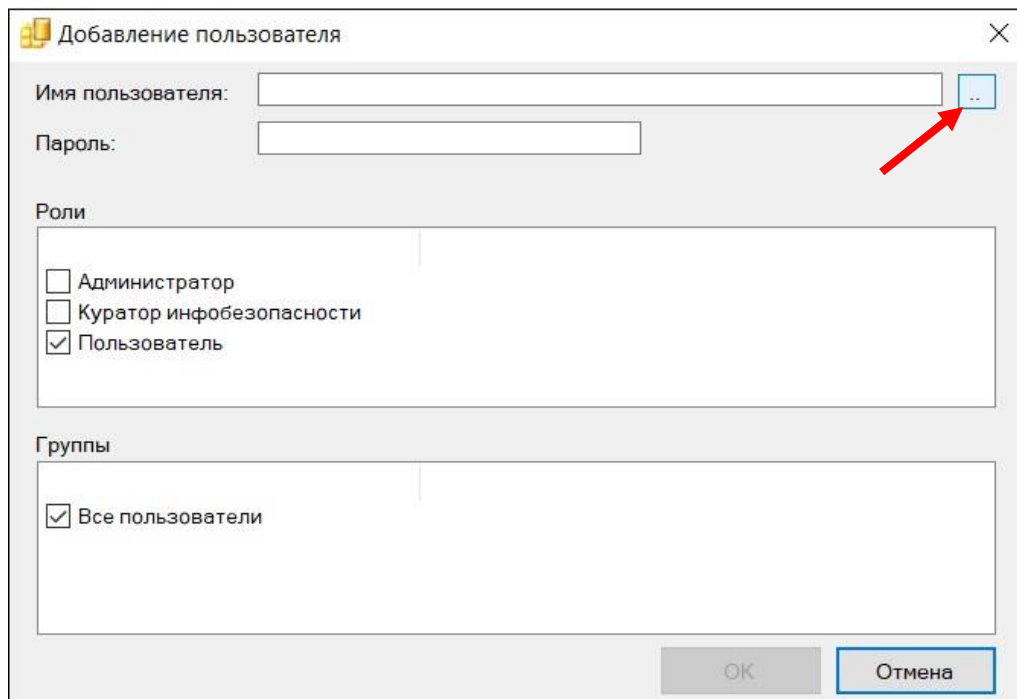 Добавление пользователя
Имя пользователя:
..
Пароль:
Роли
Администратор
Куратор инфобезопасности
Пользователь
Группы
Все пользователи
OK
Отмена